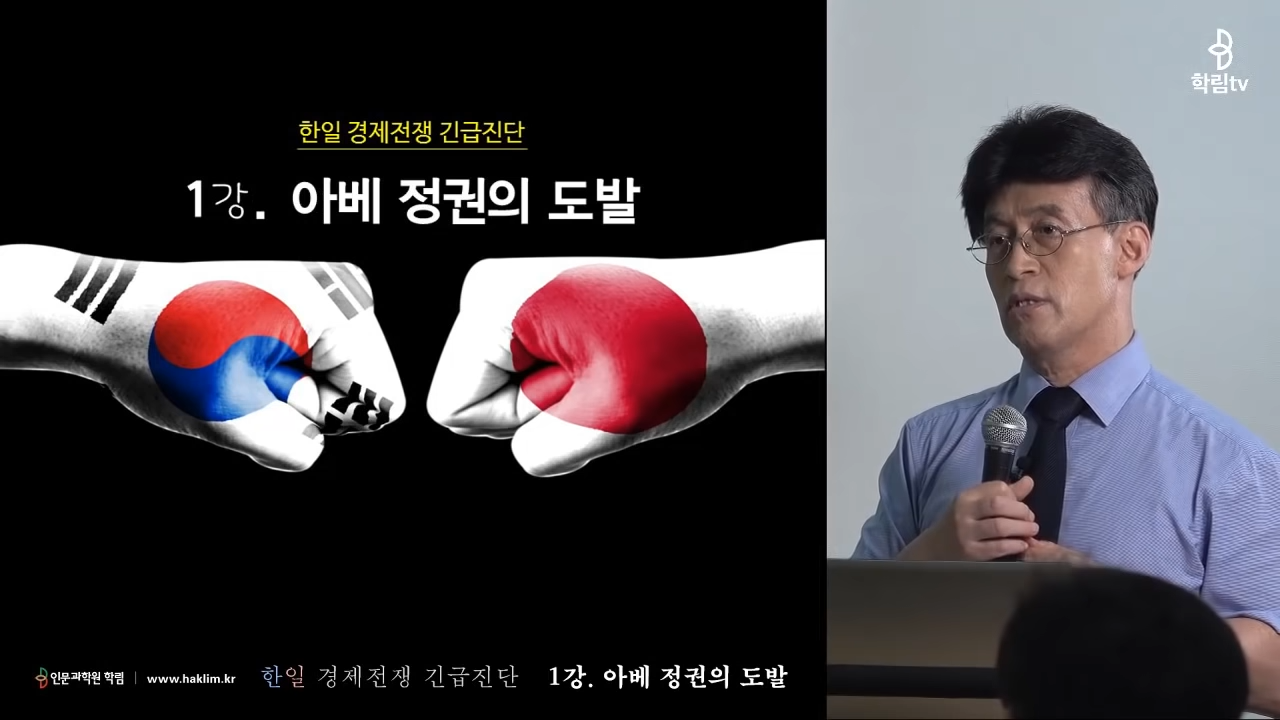 한일 경제전쟁 긴급진단
1강. 아베 정권의 도발
학림tv
인문과학원 학림 | www.haklim.kr
한일 경제전쟁 긴급진단 1강. 아베 정권의 도발